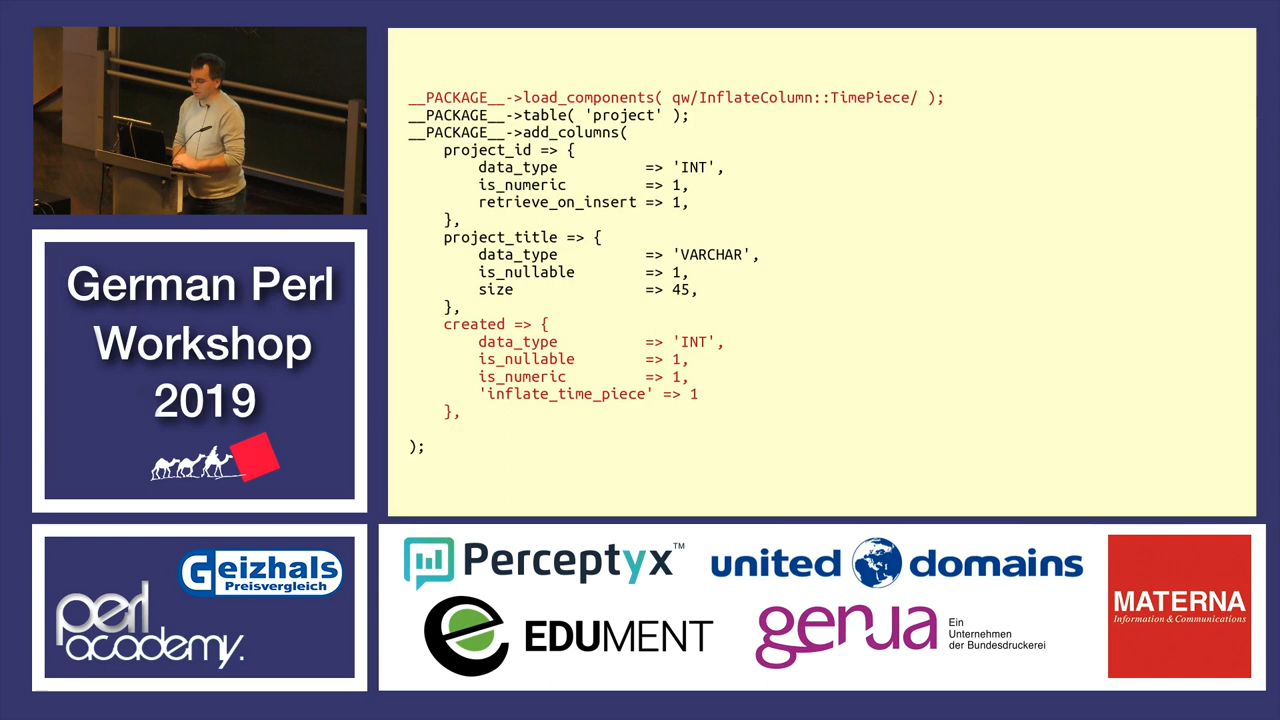 __PACKAGE__->load_components( qw/InflateColumn::TimePiece/ );
__PACKAGE__->table( 'project' );
__PACKAGE__->add_columns(
    project_id => {
        data_type          => 'INT',
        is_numeric         => 1,
        retrieve_on_insert => 1,
    },
    project_title => {
        data_type          => 'VARCHAR',
        is_nullable        => 1,
        size               => 45,
    },
    created => {
        data_type          => 'INT',
        is_nullable        => 1,
        is_numeric         => 1,
        'inflate_time_piece' => 1
    },
);
German Perl
Workshop
2019
Geizhals
Preisvergleich
perl
academy.
Perceptyx™
united domains
EDUMENT
genua
Ein
Unternehmen
der Bundesdruckerei
MATERNA
Information & Communications